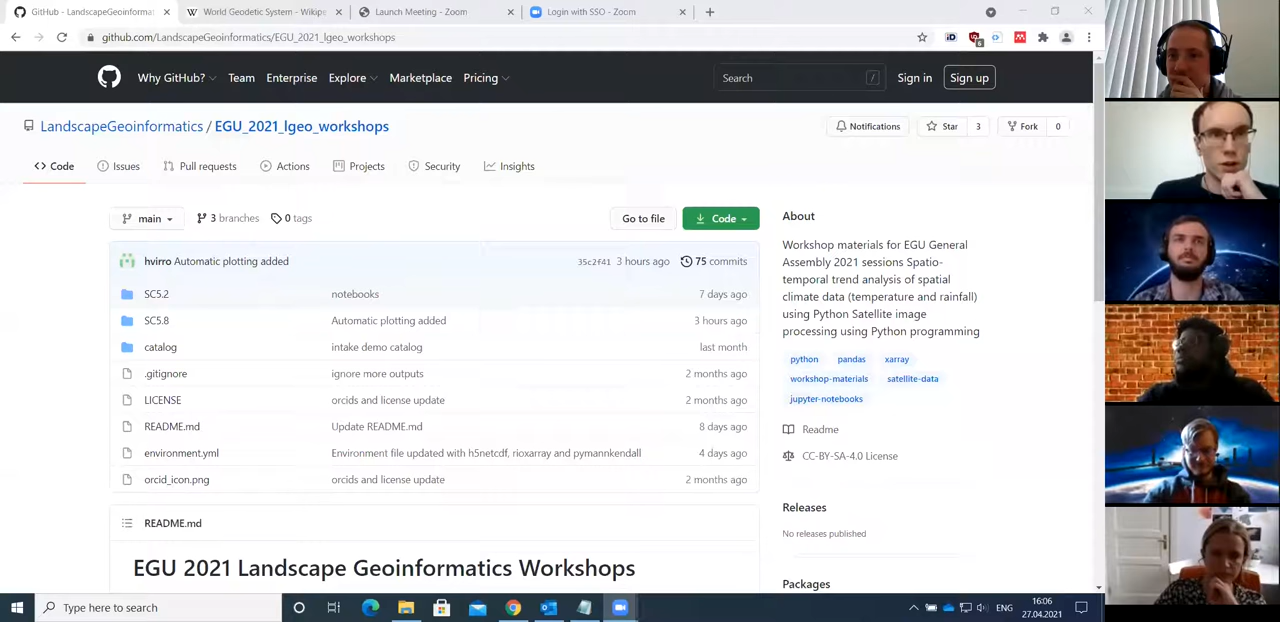 GitHub - LandscapeGeoinformat
World Geodetic System - Wikipe
Launch Meeting - Zoom
Login with SSO - Zoom
github.com/LandscapeGeoinformatics/EGU_2021_lgeo_workshops
Why GitHub?
Team
Enterprise
Explore
Marketplace
Pricing
Search
/
Sign in
Sign up
LandscapeGeoinformatics / EGU_2021_lgeo_workshops
Notifications
Star 3
Fork 0
Code
Issues
Pull requests
Actions
Projects
Security
Insights
main
3 branches
0 tags
Go to file
Code
hvirro Automatic plotting added 35c2f41 3 hours ago 75 commits
SC5.2 notebooks 7 days ago
SC5.8 Automatic plotting added 3 hours ago
catalog intake demo catalog last month
.gitignore ignore more outputs 2 months ago
LICENSE orcids and license update 2 months ago
README.md Update README.md 8 days ago
environment.yml Environment file updated with h5netcdf, rioxarray and pymannkendall 4 days ago
orcid_icon.png orcids and license update 2 months ago
README.md
EGU 2021 Landscape Geoinformatics Workshops
About
Workshop materials for EGU General
Assembly 2021 sessions Spatio-
temporal trend analysis of spatial
climate data (temperature and rainfall)
using Python Satellite image
processing using Python programming
python pandas xarray
workshop-materials satellite-data
jupyter-notebooks
Readme
CC-BY-SA-4.0 License
Releases
No releases published
Packages
Type here to search
ENG
16:06
27.04.2021